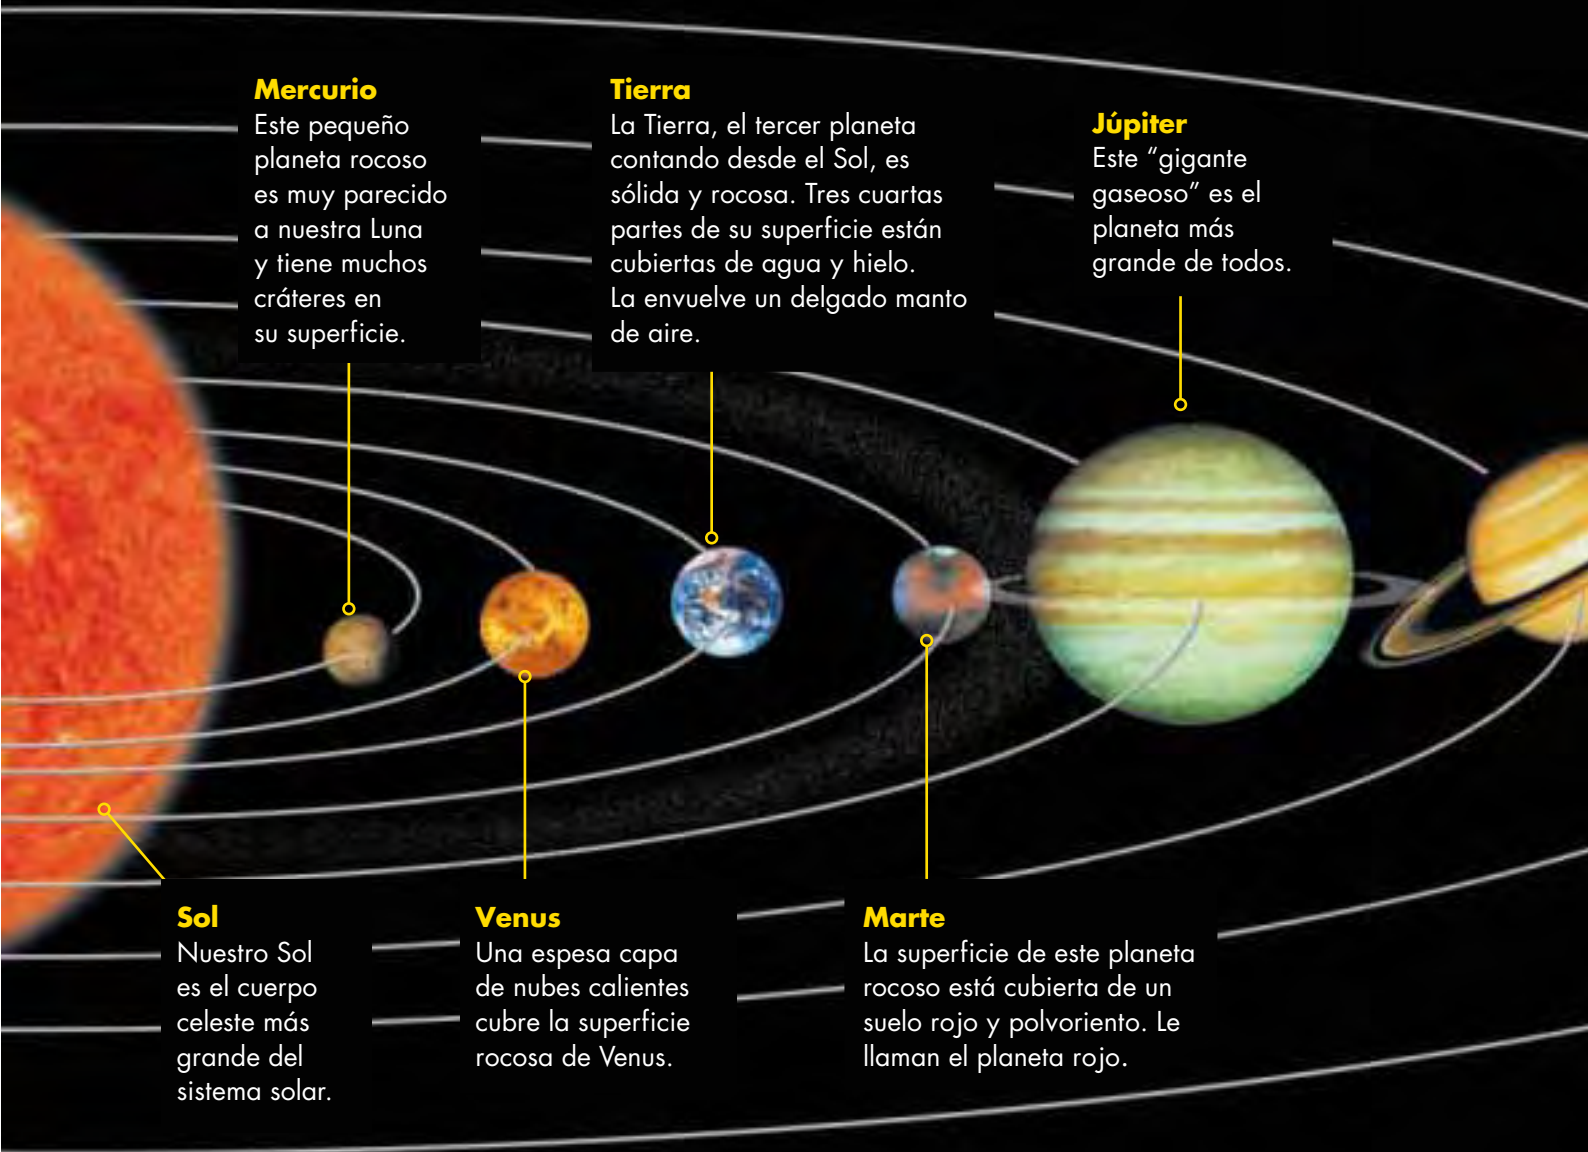 Mercurio
Este pequeño
planeta rocoso
es muy parecido
a nuestra Luna
y tiene muchos
cráteres en
su superficie.
Tierra
La Tierra, el tercer planeta
contando desde el Sol, es
sólida y rocosa. Tres cuartas
partes de su superficie están
cubiertas de agua y hielo.
La envuelve un delgado manto
de aire.
Júpiter
Este “gigante
gaseoso” es el
planeta más
grande de todos.
Sol
Nuestro Sol
es el cuerpo
celeste más
grande del
sistema solar.
Venus
Una espesa capa
de nubes calientes
cubre la superficie
rocosa de Venus.
Marte
La superficie de este planeta
rocoso está cubierta de un
suelo rojo y polvoriento. Le
llaman el planeta rojo.